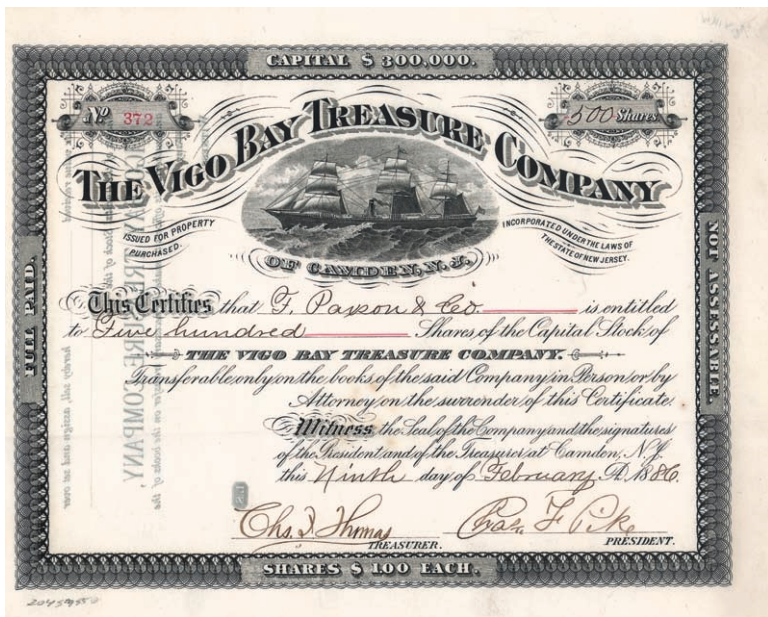 CAPITAL $ 300,000.
No 372
500 Shares
THE VIGO BAY TREASURE COMPANY
ISSUED FOR PROPERTY
PURCHASED.
INCORPORATED UNDER THE LAWS OF
THE STATE OF NEW JERSEY.
OF CAMDEN, N. J.
FULL PAID.
NOT ASSESSABLE.
This Certifies that F. Paxson & Co. is entitled
to Five hundred Shares, of the Capital Stock of
THE VIGO BAY TREASURE COMPANY.
Transferable only on the books of the said Company in Person or by
Attorney on the surrender of this Certificate.
Witness, the Seal of the Company and the signatures
of the President and of the Treasurer at Camden, N. J.
this Ninth day of February A. D. 1886.
Chas. F. Pike
TREASURER.
PRESIDENT.
SHARES $ 100 EACH.